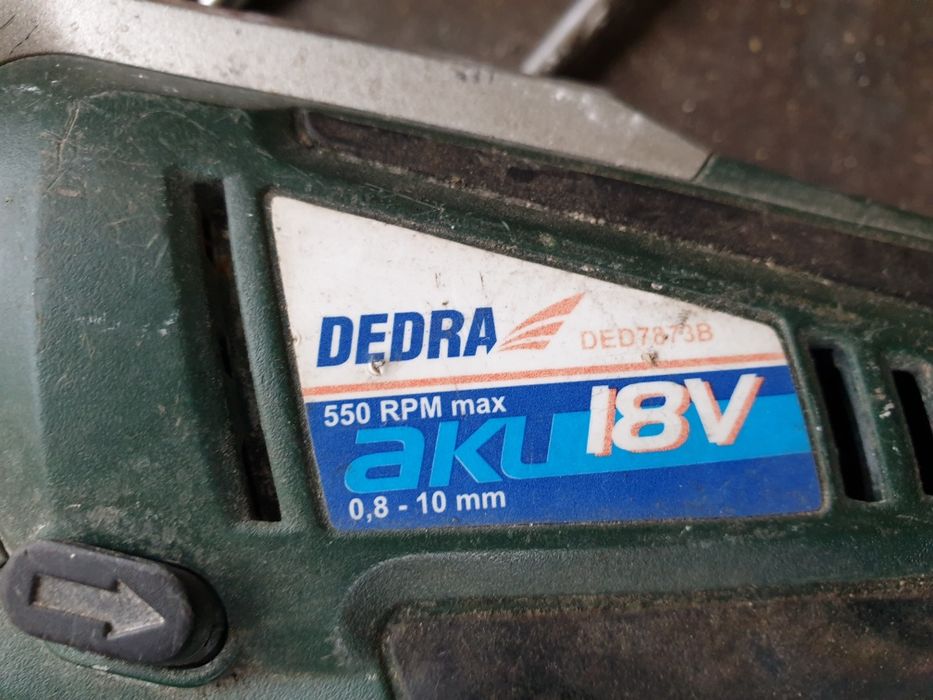 DEDRA
DED7873B
550 RPM max
aku 18V
0,8 - 10 mm